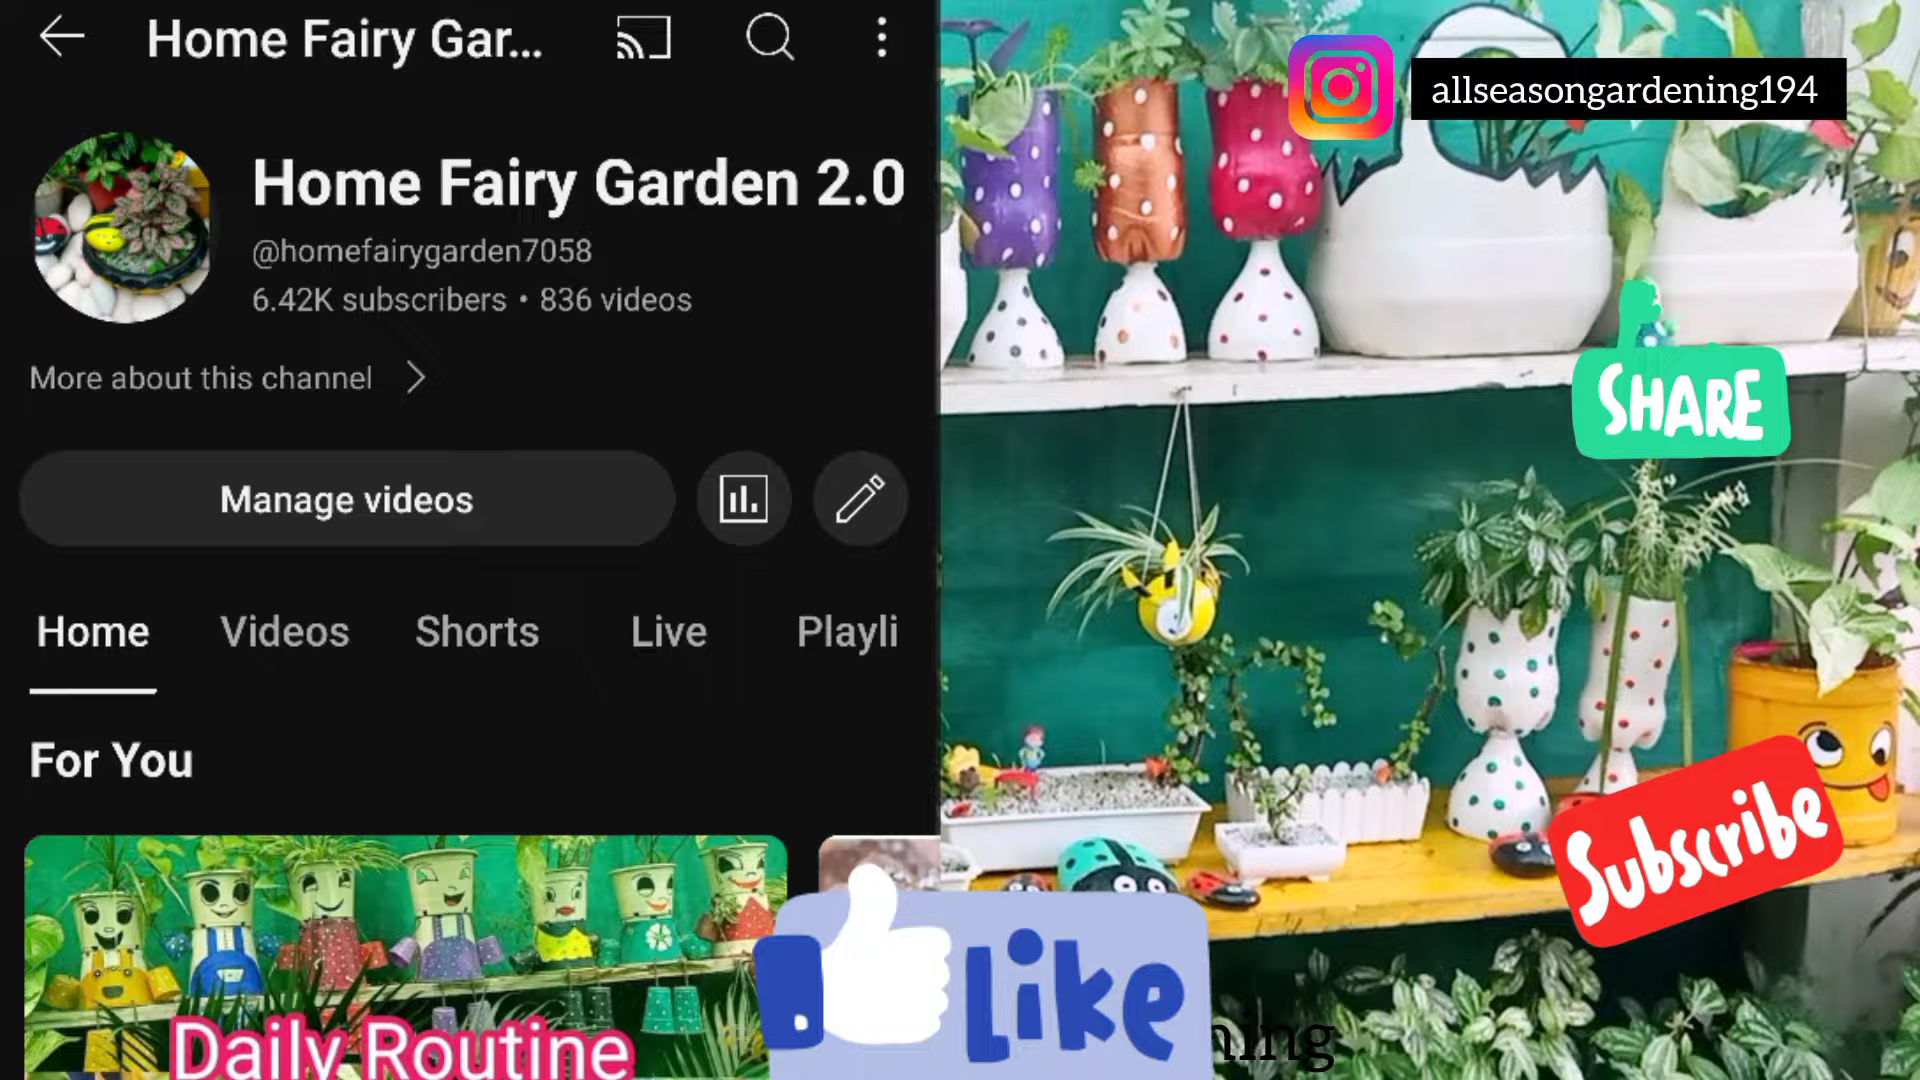 Home Fairy Gar...
Home Fairy Garden 2.0
@homefairygarden7058
6.42K subscribers • 836 videos
More about this channel
Manage videos
Home Videos Shorts Live Playli
For You
Daily Routine
allseasongardening194
SHARE
Subscribe
Like
ning